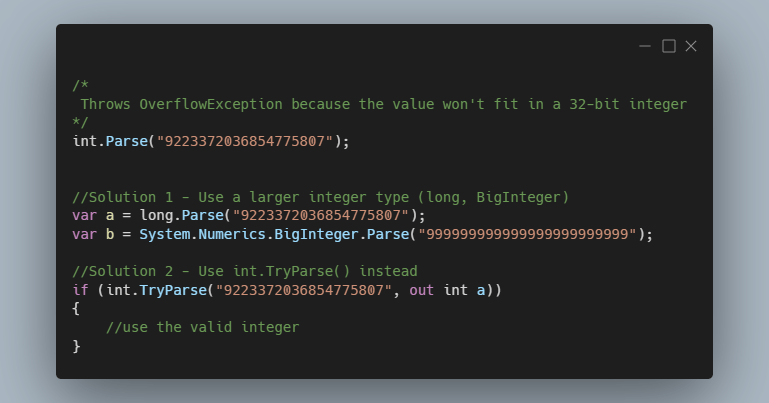 /*
 Throws OverflowException because the value won't fit in a 32-bit integer
*/
int.Parse("9223372036854775807");
//Solution 1 - Use a larger integer type (long, BigInteger)
var a = long.Parse("9223372036854775807");
var b = System.Numerics.BigInteger.Parse("999999999999999999999999");
//Solution 2 - Use int.TryParse() instead
if (int.TryParse("9223372036854775807", out int a))
{
    //use the valid integer
}